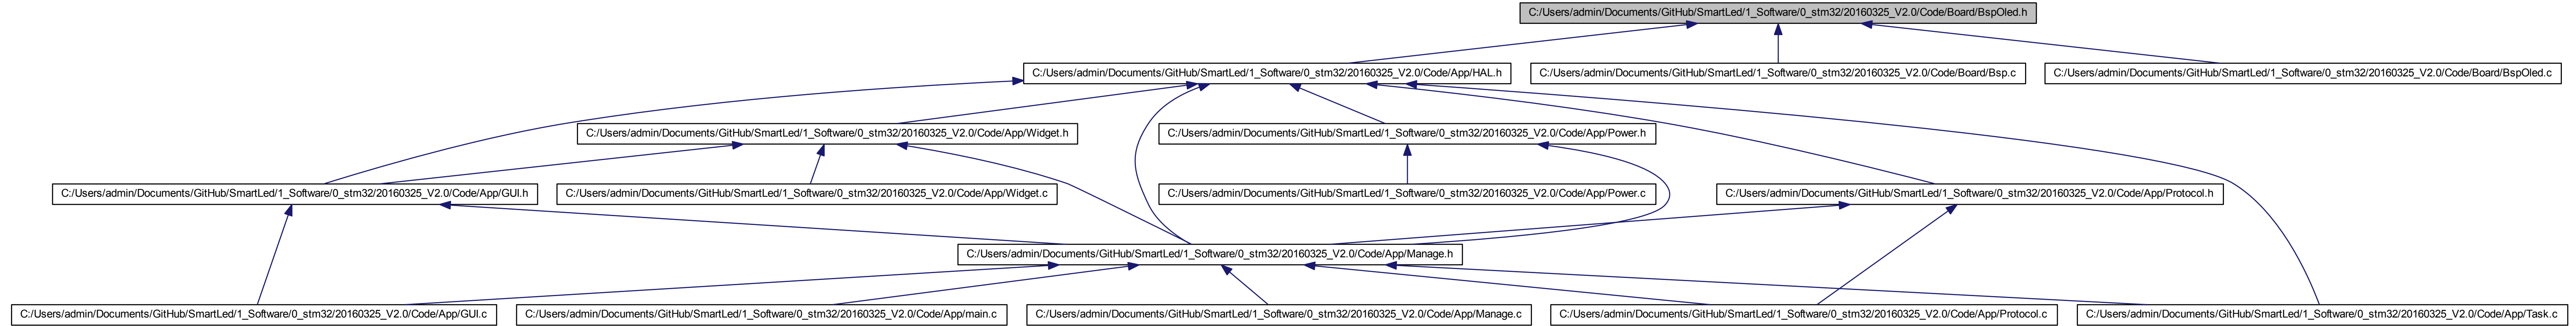 C:/Users/admin/Documents/GitHub/SmartLed/1_Software/0_stm32/20160325_V2.0/Code/Board/BspOled.h
C:/Users/admin/Documents/GitHub/SmartLed/1_Software/0_stm32/20160325_V2.0/Code/App/HAL.h
C:/Users/admin/Documents/GitHub/SmartLed/1_Software/0_stm32/20160325_V2.0/Code/Board/Bsp.c
C:/Users/admin/Documents/GitHub/SmartLed/1_Software/0_stm32/20160325_V2.0/Code/Board/BspOled.c
C:/Users/admin/Documents/GitHub/SmartLed/1_Software/0_stm32/20160325_V2.0/Code/App/Widget.h
C:/Users/admin/Documents/GitHub/SmartLed/1_Software/0_stm32/20160325_V2.0/Code/App/Power.h
C:/Users/admin/Documents/GitHub/SmartLed/1_Software/0_stm32/20160325_V2.0/Code/App/GUI.h
C:/Users/admin/Documents/GitHub/SmartLed/1_Software/0_stm32/20160325_V2.0/Code/App/Widget.c
C:/Users/admin/Documents/GitHub/SmartLed/1_Software/0_stm32/20160325_V2.0/Code/App/Power.c
C:/Users/admin/Documents/GitHub/SmartLed/1_Software/0_stm32/20160325_V2.0/Code/App/Protocol.h
C:/Users/admin/Documents/GitHub/SmartLed/1_Software/0_stm32/20160325_V2.0/Code/App/Manage.h
C:/Users/admin/Documents/GitHub/SmartLed/1_Software/0_stm32/20160325_V2.0/Code/App/GUI.c
C:/Users/admin/Documents/GitHub/SmartLed/1_Software/0_stm32/20160325_V2.0/Code/App/main.c
C:/Users/admin/Documents/GitHub/SmartLed/1_Software/0_stm32/20160325_V2.0/Code/App/Manage.c
C:/Users/admin/Documents/GitHub/SmartLed/1_Software/0_stm32/20160325_V2.0/Code/App/Protocol.c
C:/Users/admin/Documents/GitHub/SmartLed/1_Software/0_stm32/20160325_V2.0/Code/App/Task.c